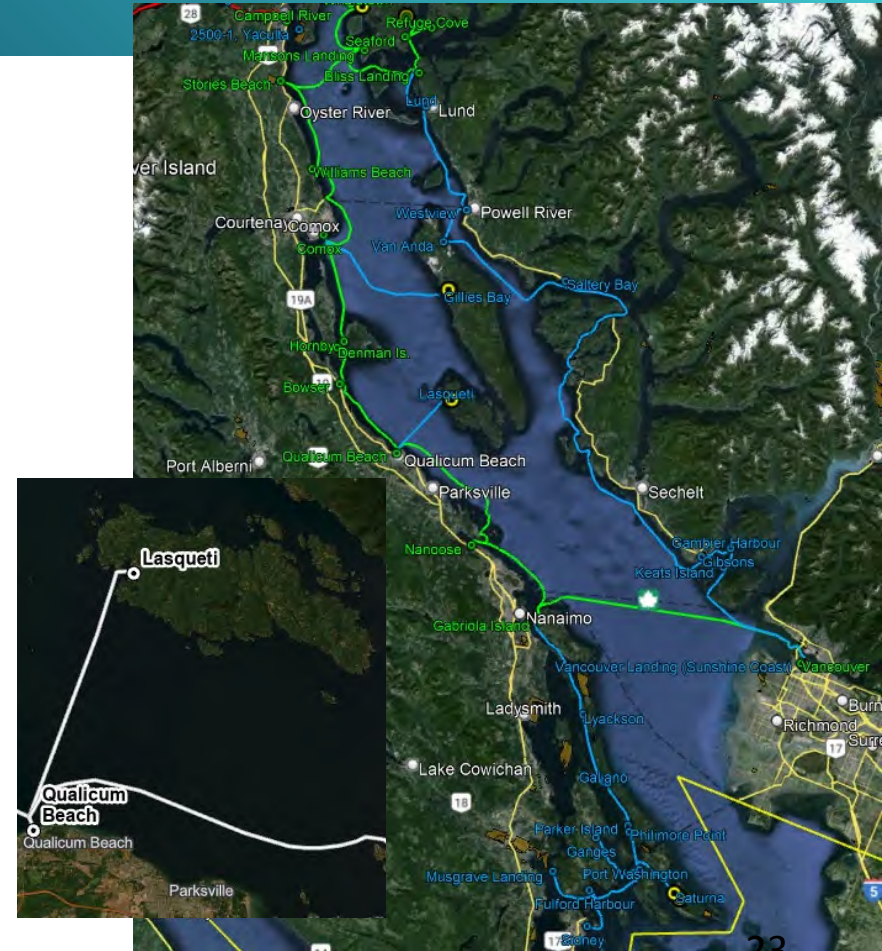 28
Campbell River
Refuge Cove
2500-1, Yaculta
Seaford
Mansons Landing
Bliss Landing
Stories Beach
Lund
Lund
Oyster River
ver Island
Williams Beach
Westview
Powell River
Courtenay
Comox
Comox
Van Anda
Saltery Bay
19A
Gillies Bay
Hornby
Denman Is.
Bowser
19
Lasqueti
Qualicum Beach
Qualicum Beach
Port Alberni
Parksville
Sechelt
Nanoose
Gambier Harbour
Gibsons
Keats Island
Lasqueti
Nanaimo
Gabriola Island
Vancouver Landing (Sunshine Coast)
Vancouver
Burn
Ladysmith
Lyackson
Richmond
Surre
17
Lake Cowichan
Galiano
18
Qualicum
Beach
Qualicum Beach
Parker Island
Philimore Point
Ganges
Musgrave Landing
Port Washington
Parksville
Fulford Harbour
Saturna
5
17
Sidney
23